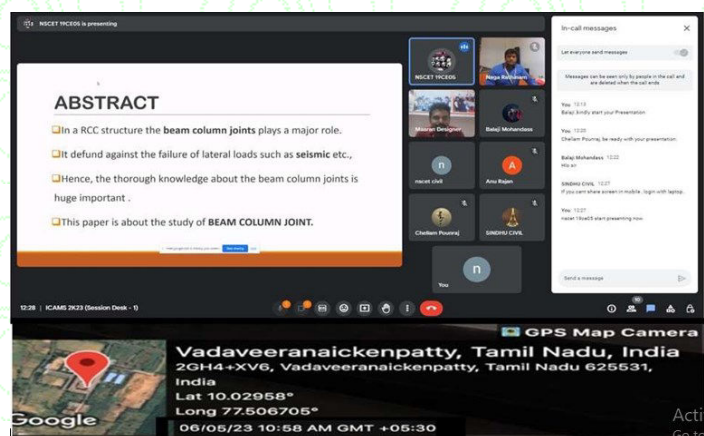 NSCET 19CE05 is presenting
ABSTRACT
In a RCC structure the beam column joints plays a major role.
It defund against the failure of lateral loads such as seismic etc.,
Hence, the thorough knowledge about the beam column joints is
huge important .
This paper is about the study of BEAM COLUMN JOINT.
NSCET 19CE05
Naga Rathinam
Masran Designer
Balaji Mohandass
n
nscet civil
A
Anu Rajan
Chellam Pounraj
SINDHU CIVIL
n
You
In-call messages
Let everyone send messages
Messages can be seen only by people in the call and
are deleted when the call ends
You 12:13
Balaji ,kindly start your Presentation
You 12:20
Chellam Pounraj, be ready with your presentation
Balaji Mohandass 12:22
SINDHU CIVIL 12:27
If you cant share screen in mobile , login with laptop.
You 12:27
nscet 19ce05 start presenting now
Send a message
12:28 | ICAMS 2K23 (Session Desk - 1)
10
GPS Map Camera
Vadaveeranaickenpatty, Tamil Nadu, India
2GH4+XV6, Vadaveeranaickenpatty, Tamil Nadu 625531,
India
Lat 10.02958°
Long 77.506705°
06/05/23 10:58 AM GMT +05:30
Google
Acti
Go to